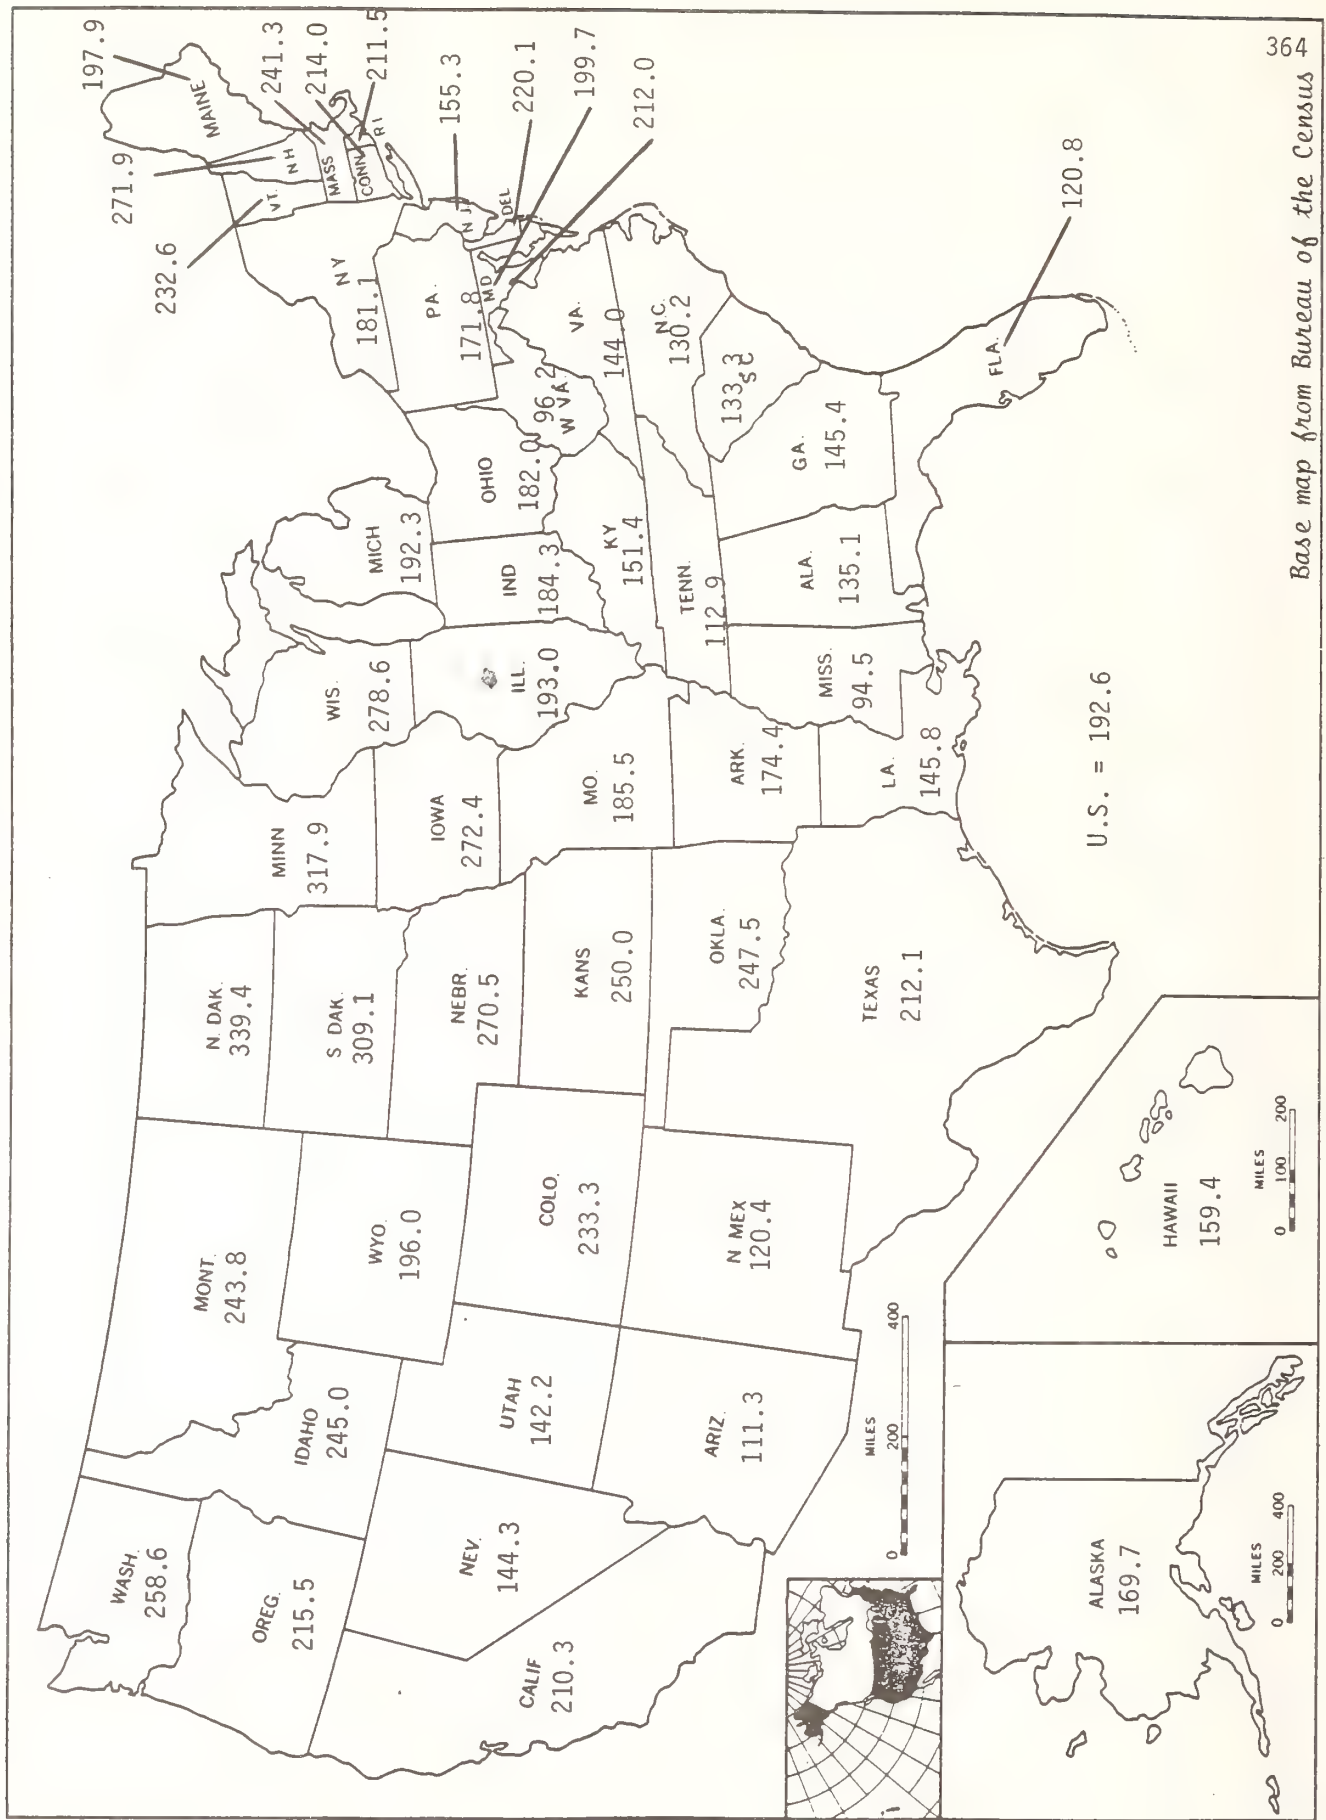 WASH.
258.6
OREG.
215.5
CALIF
210.3
NEV.
144.3
IDAHO
245.0
MONT.
243.8
WYO.
196.0
UTAH
142.2
ARIZ.
111.3
COLO.
233.3
N MEX
120.4
N. DAK.
339.4
S DAK.
309.1
NEBR.
270.5
KANS
250.0
OKLA.
247.5
TEXAS
212.1
MINN
317.9
IOWA
272.4
MO.
185.5
ARK.
174.4
LA.
145.8
WIS.
278.6
ILL.
193.0
MICH
192.3
IND
184.3
OHIO
182.0
KY
151.4
TENN.
112.9
MISS.
94.5
ALA.
135.1
GA.
145.4
FLA.
120.8
S C
133.3
N.C.
130.2
VA.
144.0
W VA.
96.2
PA.
171.8
NY
181.1
VT.
232.6
NH
271.9
MAINE
197.9
MASS
241.3
CONN
214.0
RI
211.5
N J
155.3
DEL
220.1
MD
199.7
212.0
U.S. = 192.6
MILES
0 200 400
ALASKA
169.7
MILES
0 200 400
HAWAII
159.4
MILES
0 100 200
Base map from Bureau of the Census
364